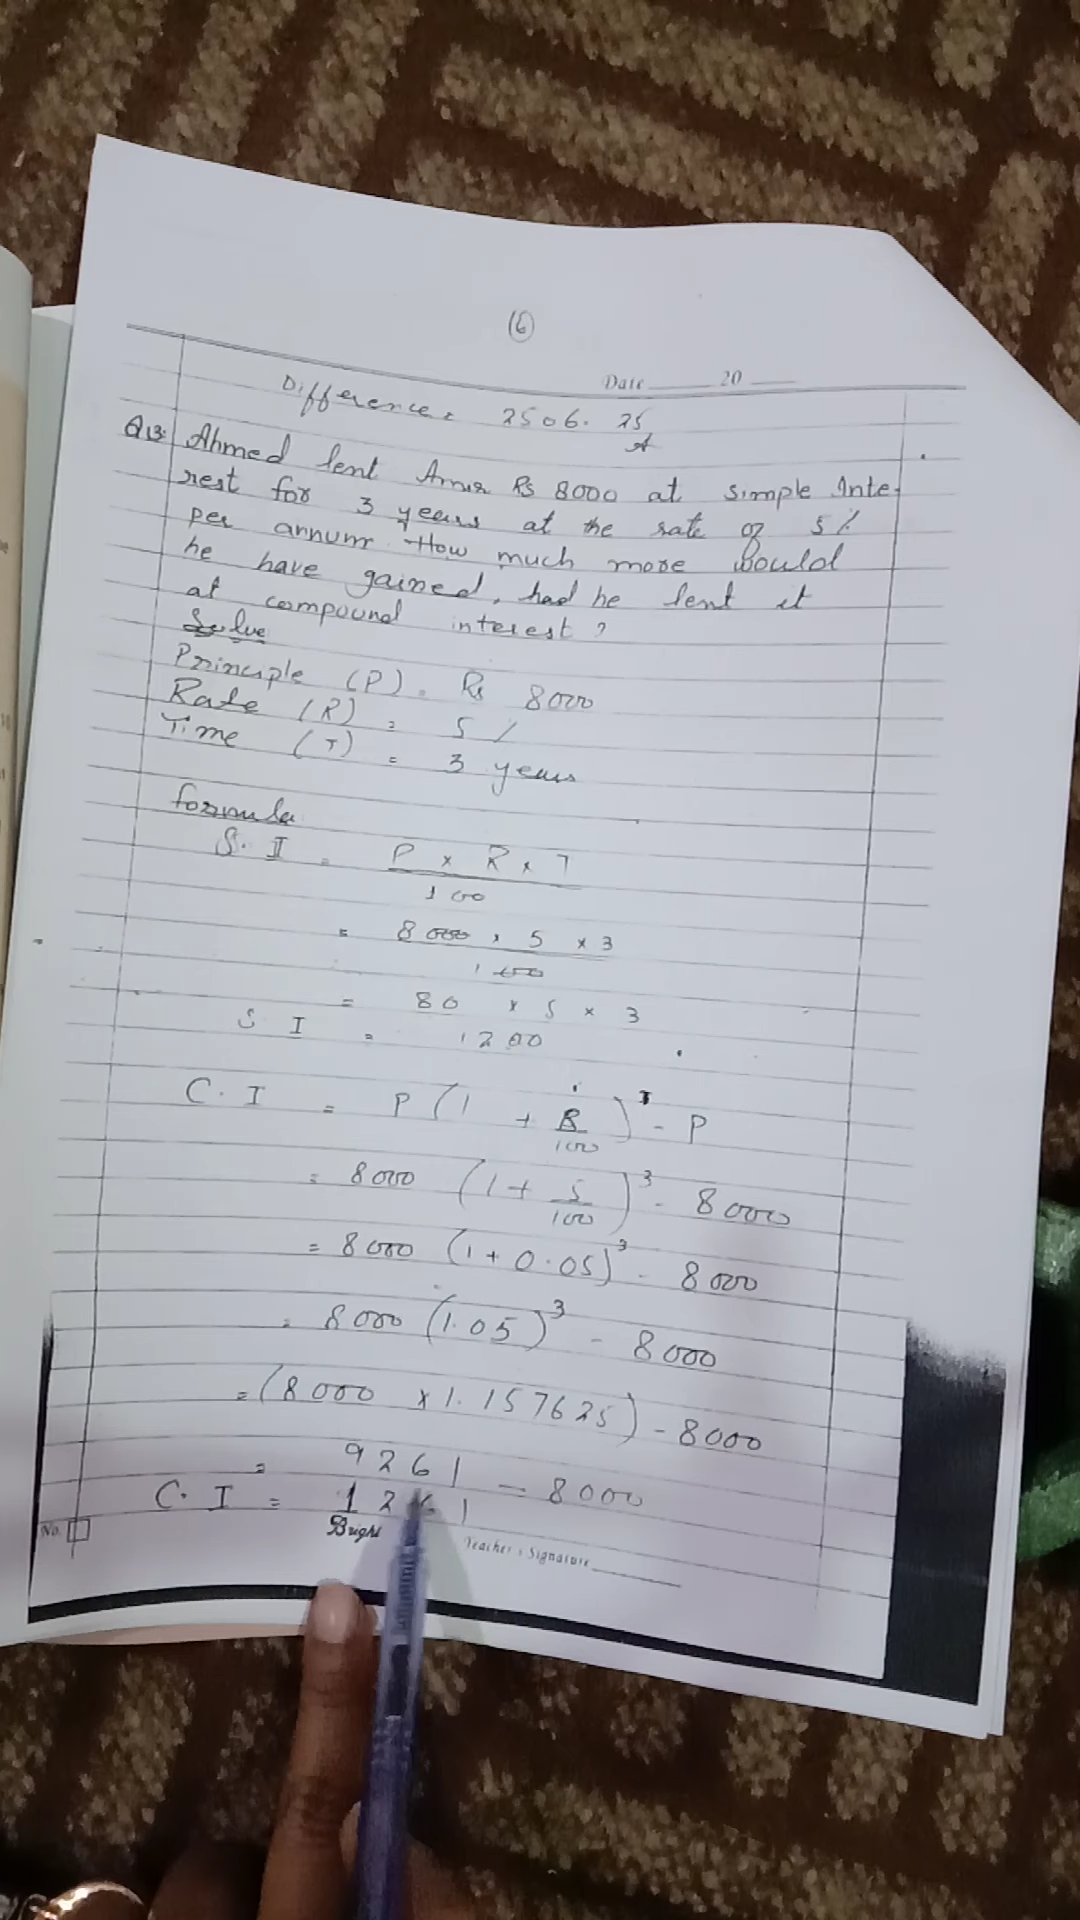 (6)
Date 20
Difference = 2506.25
A
Q13: Ahmed lent Amir Rs 8000 at simple Inte-
rest for 3 years at the rate of 5%
per annum. How much more would
he have gained, had he lent it
at compound interest?
Solve
Principle (P) = Rs 8000
Rate (R) = 5%
Time (T) = 3 years
formula
S.I = P x R x T
100
= 8000 x 5 x 3
100
= 80 x 5 x 3
S I = 1200
C.I = P (1 + R/100)^T - P
= 8000 (1 + 5/100)^3 - 8000
= 8000 (1 + 0.05)^3 - 8000
= 8000 (1.05)^3 - 8000
= (8000 x 1.157625) - 8000
= 9261 - 8000
C.I = 1261
No.
Bright
Teacher's Signature